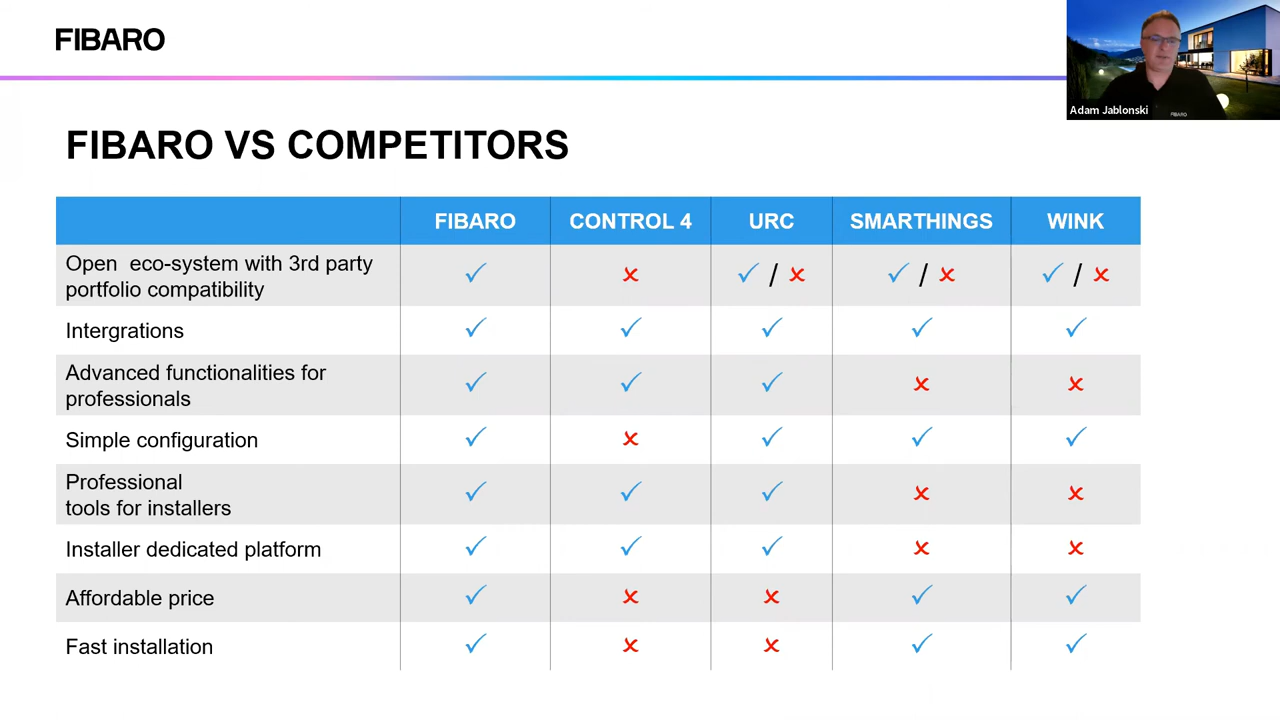 FIBARO
Adam Jablonski
FIBARO
FIBARO VS COMPETITORS
FIBARO CONTROL 4 URC SMARTHINGS WINK
Open eco-system with 3rd party
portfolio compatibility ✓ ✗ ✓ / ✗ ✓ / ✗ ✓ / ✗
Intergrations ✓ ✓ ✓ ✓ ✓
Advanced functionalities for
professionals ✓ ✓ ✓ ✗ ✗
Simple configuration ✓ ✗ ✓ ✓ ✓
Professional
tools for installers ✓ ✓ ✓ ✗ ✗
Installer dedicated platform ✓ ✓ ✓ ✗ ✗
Affordable price ✓ ✗ ✗ ✓ ✓
Fast installation ✓ ✗ ✗ ✓ ✓